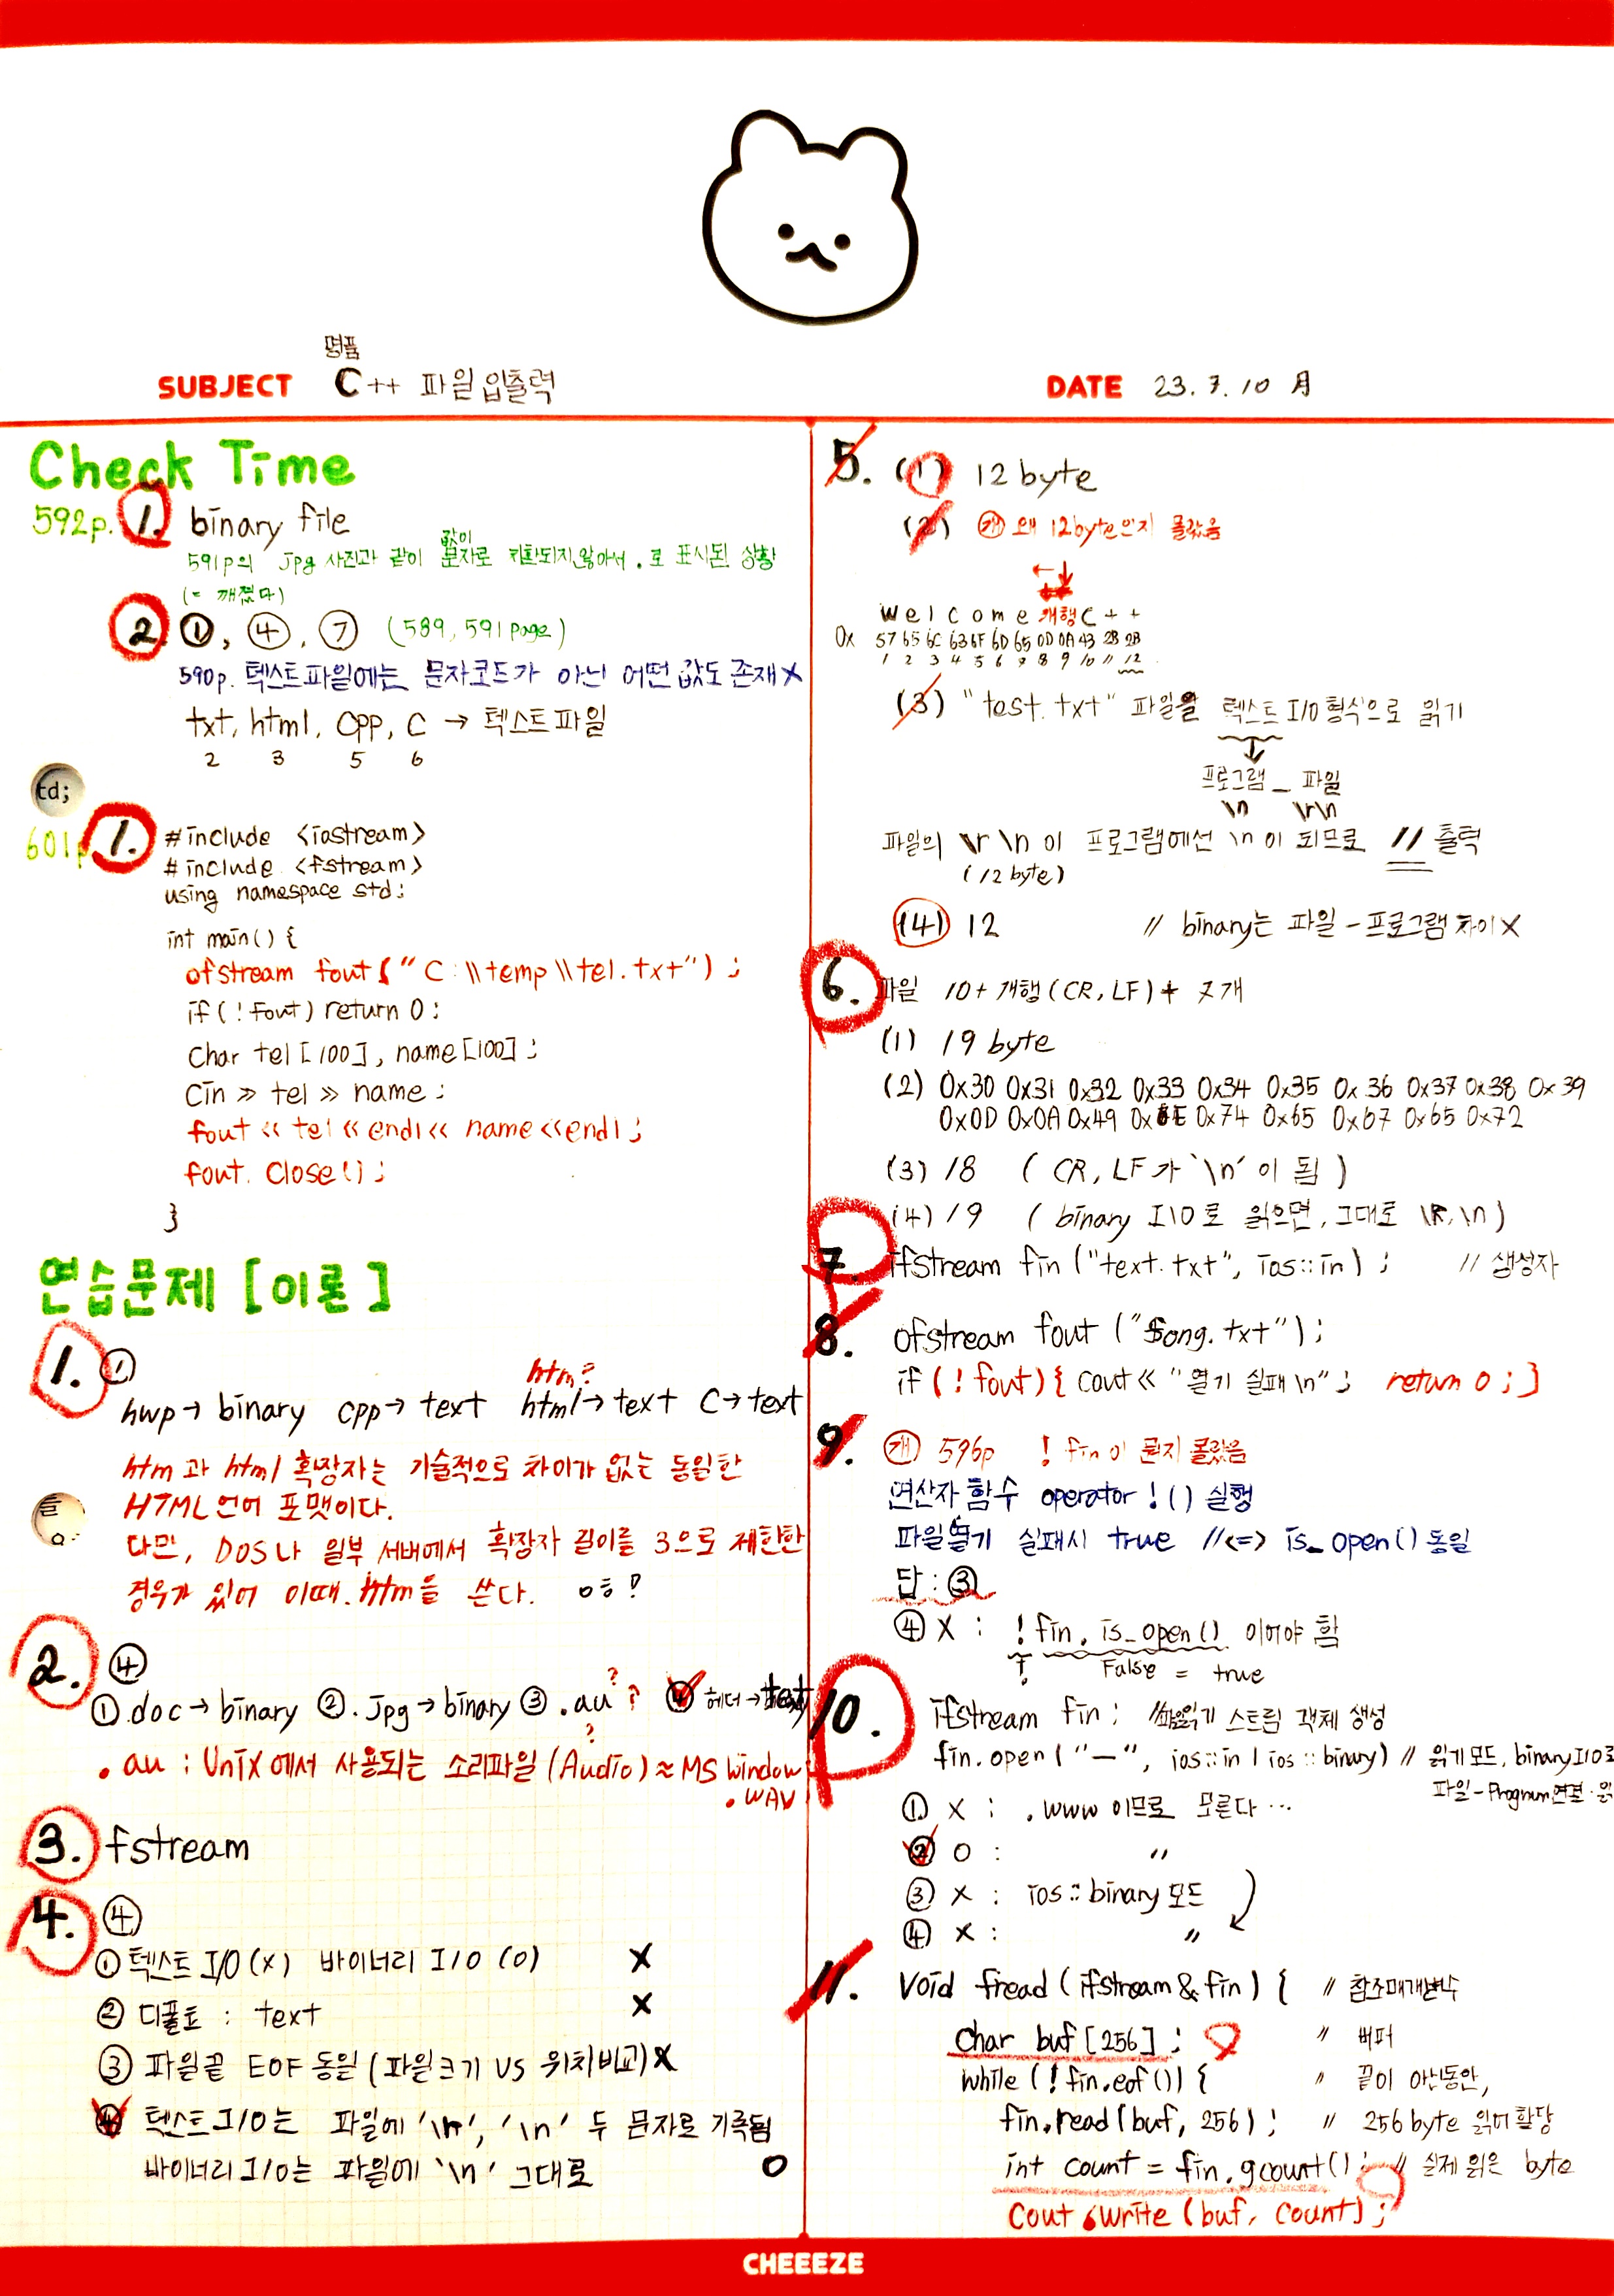 명품
SUBJECT C++ 파일입출력
DATE 23.7.10 月
Check Time
592p. 1. binary file
591p의 jpg 사진과 같이 값이 문자로 치환되지 않아서 . 로 표시된 상황
(= 깨졌다)
2. ①, ④, ⑦ (589, 591page)
590p. 텍스트파일에는 문자코드가 아닌 어떤 값도 존재X
txt, html, cpp, c → 텍스트파일
2 3 5 6
td;
601p 1. #include <iostream>
#include <fstream>
using namespace std;
int main() {
ofstream fout("C:\\temp\\tel.txt");
if(!fout) return 0;
char tel[100], name[100];
cin >> tel >> name;
fout << tel << endl << name << endl;
fout.close();
}
연습문제 [이론]
1. ①
htm?
hwp→ binary cpp→ text html→ text C→ text
htm과 html 확장자는 기술적으로 차이가 없는 동일한
HTML언어 포맷이다.
다만, DOS나 일부 서버에서 확장자 길이를 3으로 제한한
경우가 있어 이때 .htm을 쓴다. 으흠?
2. ④
①.doc→ binary ②.jpg→ binary ③.au? ④ 헤더→text
.au : Unix에서 사용되는 소리파일(Audio) ≈ MS Window
.WAV
3. fstream
4. ④
① 텍스트 I/O (x) 바이너리 I/O (o) X
② 디폴트 : text X
③ 파일끝 EOF 동일 (파일크기 VS 위치비교) X
④ 텍스트 I/O는 파일에 '\r', '\n' 두 문자로 기록됨
바이너리 I/O는 파일에 '\n' 그대로 O
5. (1) 12 byte
(2) 개 왜 12byte인지 몰랐음
W e l c o m e 개행 C + +
0x 57 65 6C 63 6F 6D 65 0D 0A 43 2B 2B
1 2 3 4 5 6 7 8 9 10 11 12
(3) "test.txt" 파일을 텍스트 I/O 형식으로 읽기
프로그램 _ 파일
\n \r\n
파일의 \r \n 이 프로그램에선 \n 이 되므로 11 출력
(12 byte)
(4) 12 // binary는 파일 - 프로그램 차이X
6. 파일 10 + 개행(CR, LF) + 7개
(1) 19 byte
(2) 0x30 0x31 0x32 0x33 0x34 0x35 0x36 0x37 0x38 0x39
0x0D 0x0A 0x49 0x6E 0x74 0x65 0x67 0x65 0x72
(3) 18 ( CR, LF가 '\n'이 됨 )
(4) 19 ( binary I/O로 읽으면, 그대로 \R, \n )
7. ifstream fin ("text.txt", ios::in); // 생성자
8. ofstream fout ("song.txt");
if (!fout) { cout << "열기 실패\n"; return 0; }
9. 개 596p ! fin이 뭔지 몰랐음
연산자 함수 operator !() 실행
파일열기 실패시 true //<=> is_open() 동일
답 : ③
④ X : ! fin. is_open() 이어야 함
T False = true
10. ifstream fin; //파일읽기 스트림 객체 생성
fin.open ("—", ios::in | ios::binary) // 읽기모드, binary I/O로
파일-Program연결·읽
① X : .www 이므로 모른다...
② O : "
③ X : ios::binary 모드
④ X : "
11. void fread (ifstream & fin) { // 참조매개변수
char buf[256]; // 버퍼
while (!fin.eof()) { // 끝이 아닌동안,
fin.read(buf, 256); // 256 byte 읽어 할당
int count = fin.gcount(); // 실제 읽은 byte
cout.write(buf, count);
CHEEEZE